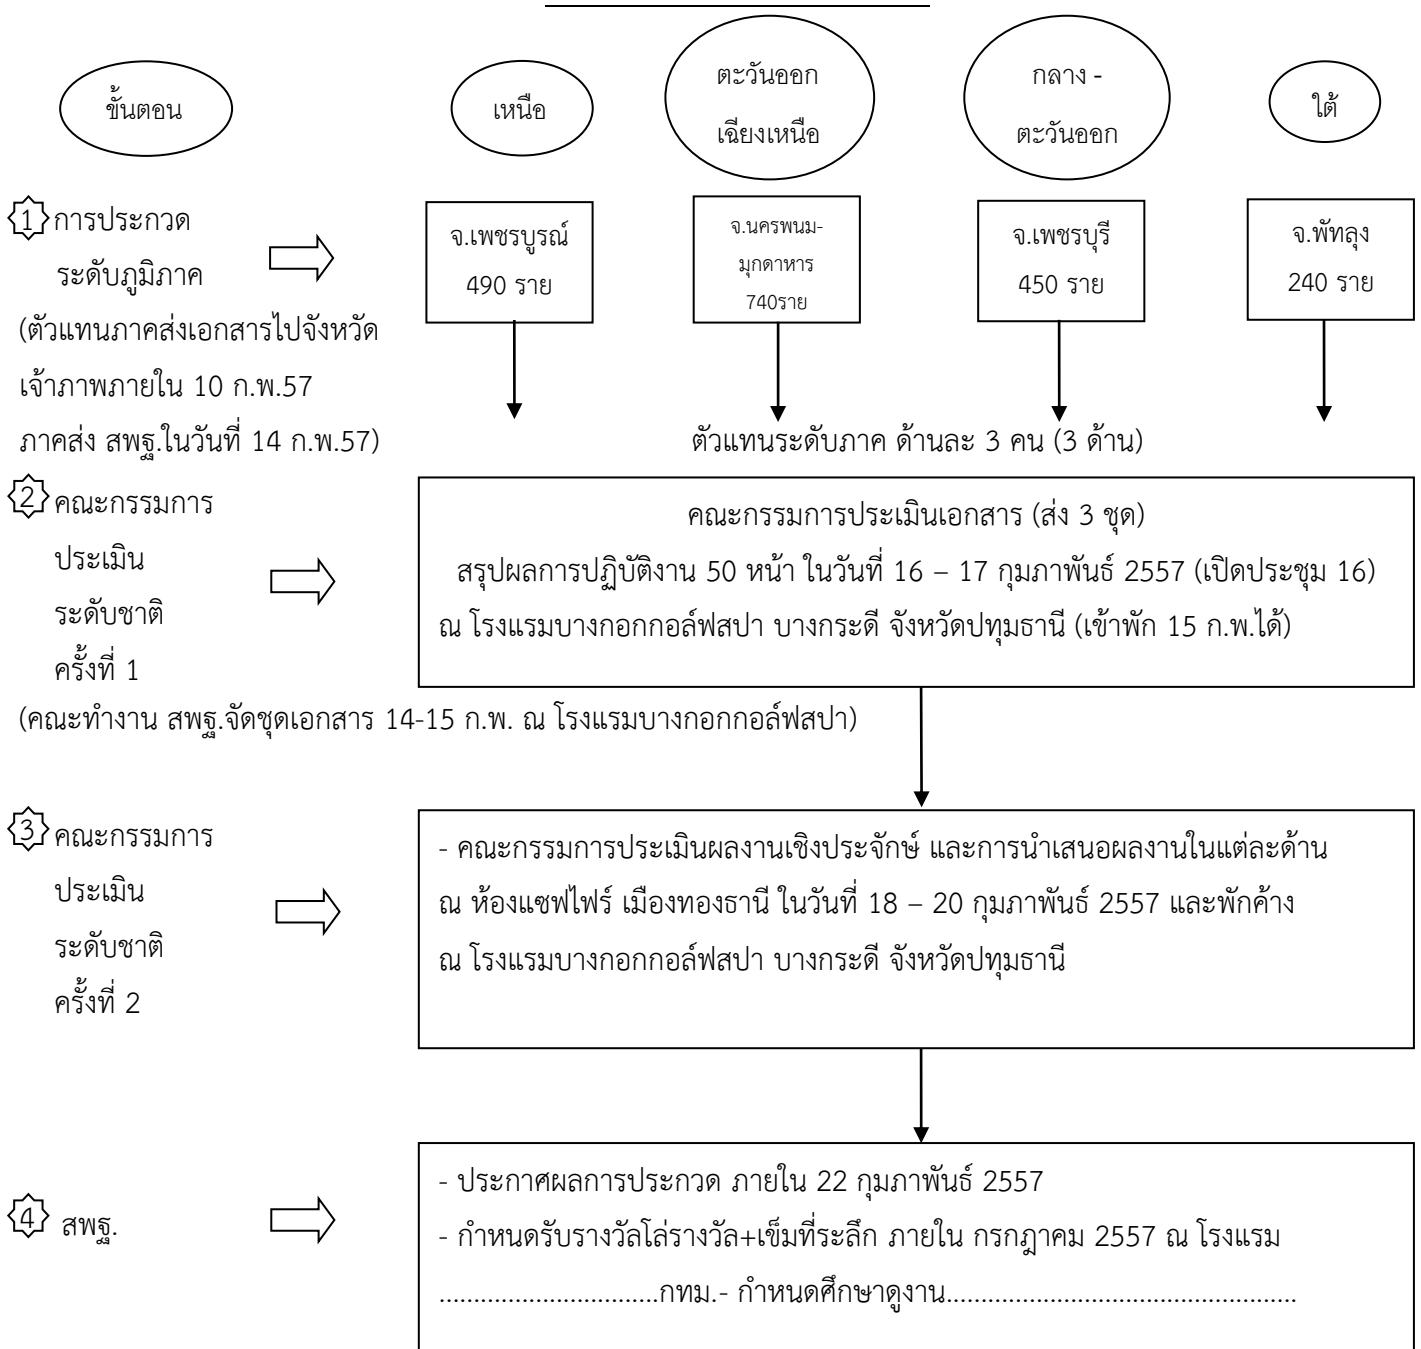 ขั้นตอน
เหนือ
ตะวันออก
เฉียงเหนือ
กลาง -
ตะวันออก
ใต้
1 การประกวด
ระดับภูมิภาค
(ตัวแทนภาคส่งเอกสารไปจังหวัด
เจ้าภาพภายใน 10 ก.พ.57
ภาคส่ง สพฐ.ในวันที่ 14 ก.พ.57)
จ.เพชรบูรณ์
490 ราย
จ.นครพนม-
มุกดาหาร
740ราย
จ.เพชรบุรี
450 ราย
จ.พัทลุง
240 ราย
ตัวแทนระดับภาค ด้านละ 3 คน (3 ด้าน)
2 คณะกรรมการ
ประเมิน
ระดับชาติ
ครั้งที่ 1
คณะกรรมการประเมินเอกสาร (ส่ง 3 ชุด)
สรุปผลการปฏิบัติงาน 50 หน้า ในวันที่ 16 – 17 กุมภาพันธ์ 2557 (เปิดประชุม 16)
ณ โรงแรมบางกอกกอล์ฟสปา บางกระดี จังหวัดปทุมธานี (เข้าพัก 15 ก.พ.ได้)
(คณะทำงาน สพฐ.จัดชุดเอกสาร 14-15 ก.พ. ณ โรงแรมบางกอกกอล์ฟสปา)
3 คณะกรรมการ
ประเมิน
ระดับชาติ
ครั้งที่ 2
- คณะกรรมการประเมินผลงานเชิงประจักษ์ และการนำเสนอผลงานในแต่ละด้าน
ณ ห้องแซฟไฟร์ เมืองทองธานี ในวันที่ 18 – 20 กุมภาพันธ์ 2557 และพักค้าง
ณ โรงแรมบางกอกกอล์ฟสปา บางกระดี จังหวัดปทุมธานี
4 สพฐ.
- ประกาศผลการประกวด ภายใน 22 กุมภาพันธ์ 2557
- กำหนดรับรางวัลโล่รางวัล+เข็มที่ระลึก ภายใน กรกฎาคม 2557 ณ โรงแรม
................................กทม.- กำหนดศึกษาดูงาน...................................................